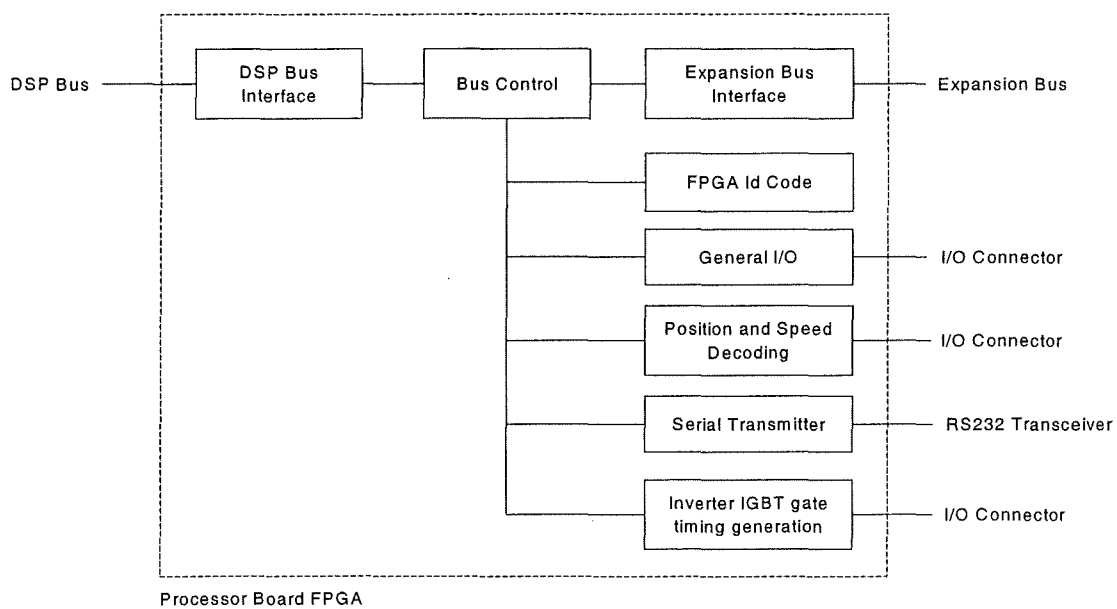 DSP Bus
DSP Bus
Interface
Bus Control
Expansion Bus
Interface
Expansion Bus
FPGA Id Code
General I/O
I/O Connector
Position and Speed
Decoding
I/O Connector
Serial Transmitter
RS232 Transceiver
Inverter IGBT gate
timing generation
I/O Connector
Processor Board FPGA